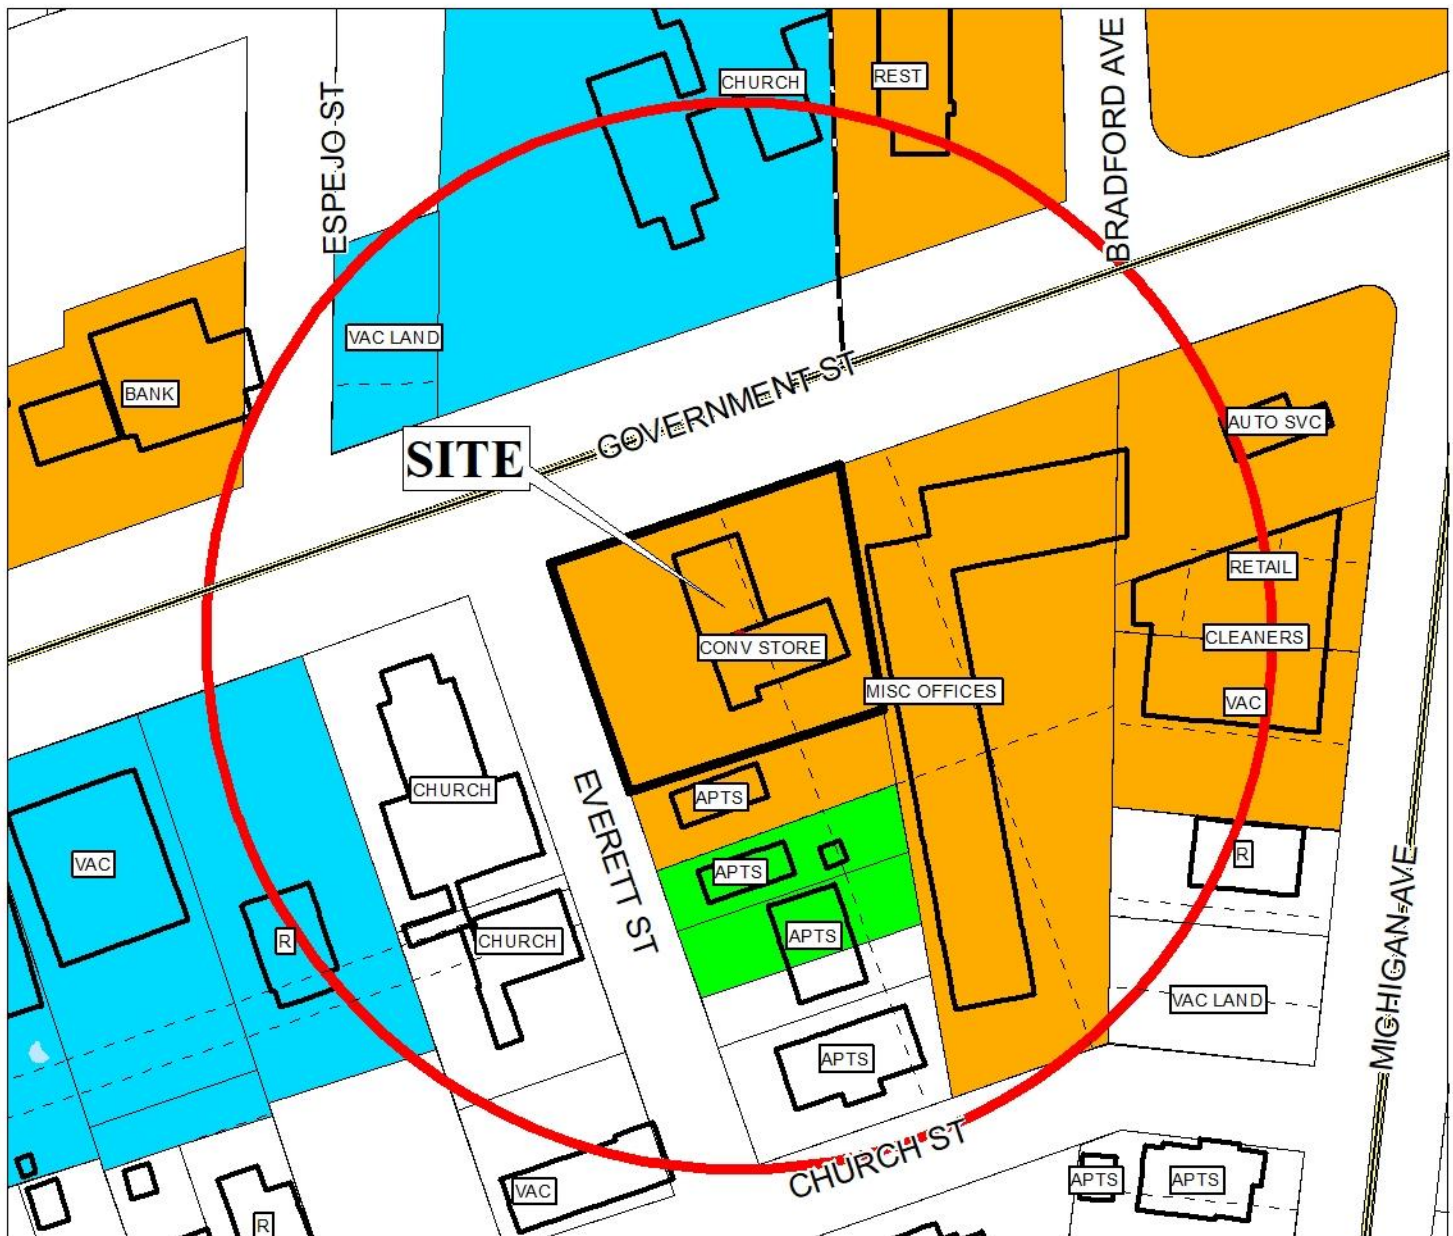 CHURCH
REST
BRADFORD AVE
ESPEJO ST
VAC LAND
BANK
GOVERNMENT ST
AUTO SVC
SITE
RETAIL
CLEANERS
CONV STORE
MISC OFFICES
VAC
CHURCH
APTS
EVERETT ST
VAC
APTS
R
R
CHURCH
APTS
MICHIGAN AVE
VAC LAND
APTS
CHURCH ST
VAC
APTS
APTS
R